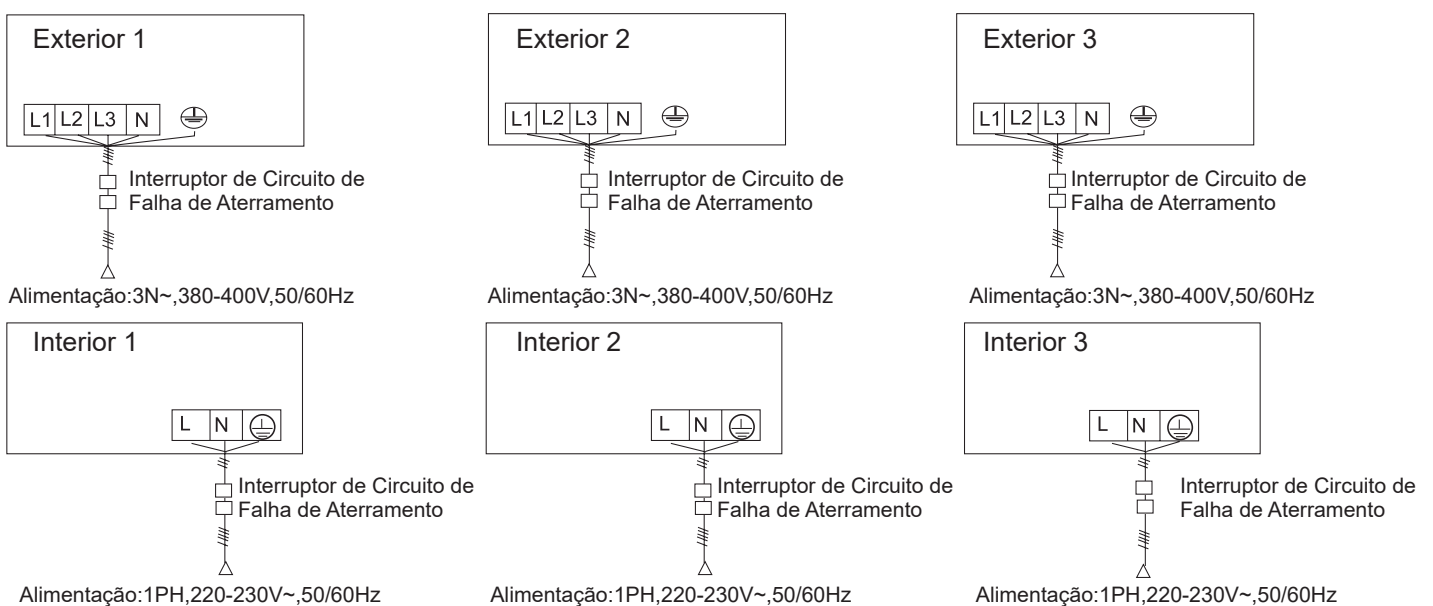 Exterior 1
Exterior 2
Exterior 3
L1 L2 L3 N
L1 L2 L3 N
L1 L2 L3 N
Interruptor de Circuito de
Falha de Aterramento
Interruptor de Circuito de
Falha de Aterramento
Interruptor de Circuito de
Falha de Aterramento
Alimentação:3N~,380-400V,50/60Hz
Alimentação:3N~,380-400V,50/60Hz
Alimentação:3N~,380-400V,50/60Hz
Interior 1
Interior 2
Interior 3
L N
L N
L N
Interruptor de Circuito de
Falha de Aterramento
Interruptor de Circuito de
Falha de Aterramento
Interruptor de Circuito de
Falha de Aterramento
Alimentação:1PH,220-230V~,50/60Hz
Alimentação:1PH,220-230V~,50/60Hz
Alimentação:1PH,220-230V~,50/60Hz